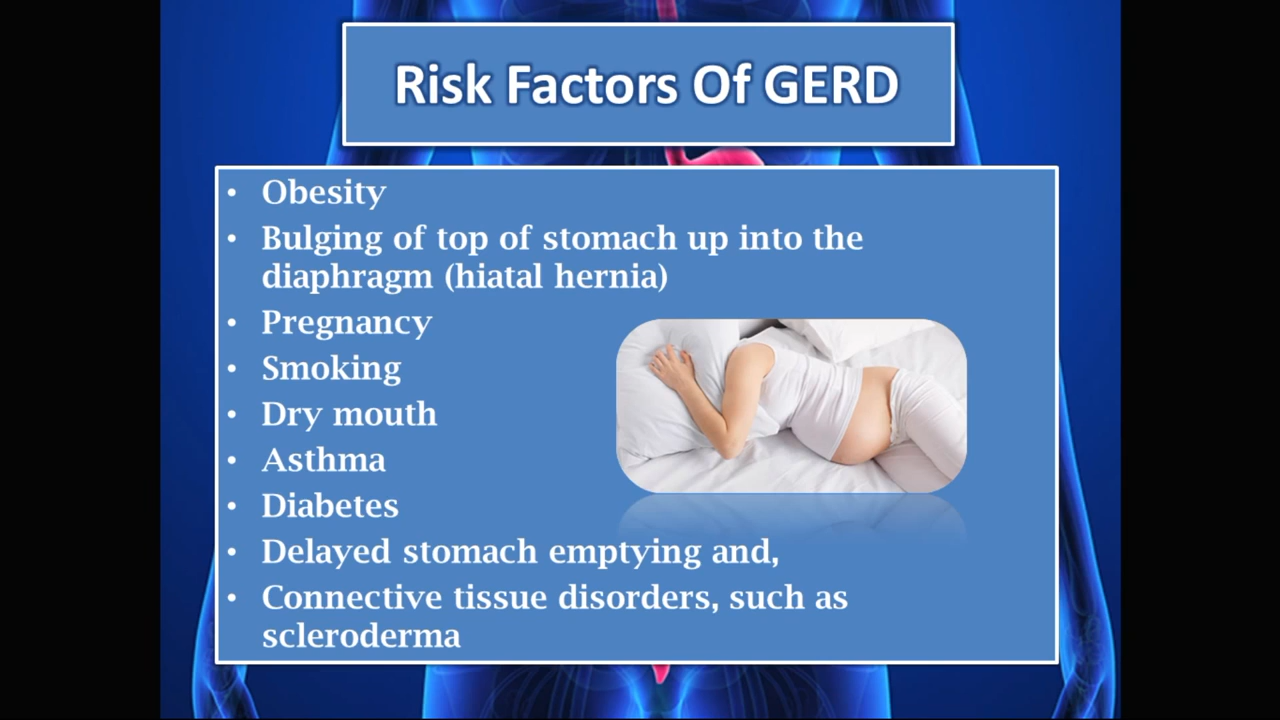 Risk Factors Of GERD
• Obesity
• Bulging of top of stomach up into the
diaphragm (hiatal hernia)
• Pregnancy
• Smoking
• Dry mouth
• Asthma
• Diabetes
• Delayed stomach emptying and,
• Connective tissue disorders, such as
scleroderma